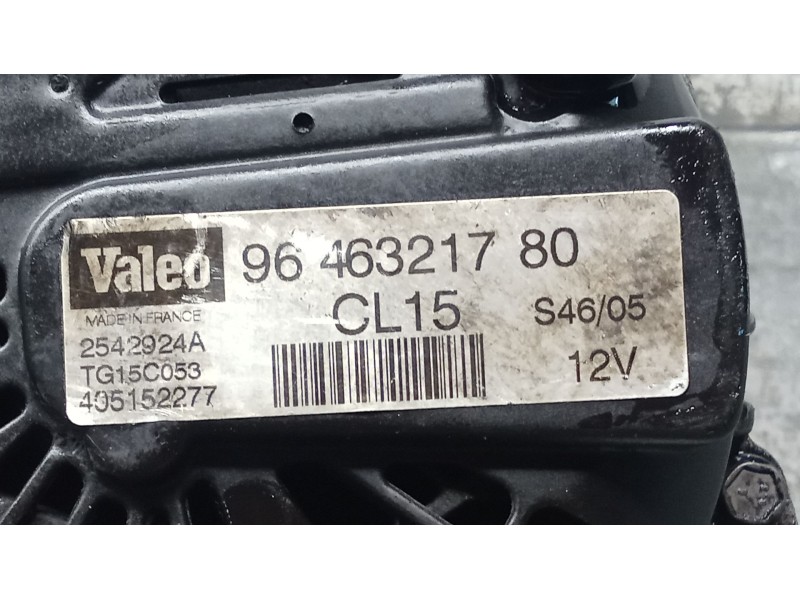 Valeo
96 463217 80
CL15
S46/05
MADE IN FRANCE
2542924A
TG15C053
405152277
12V